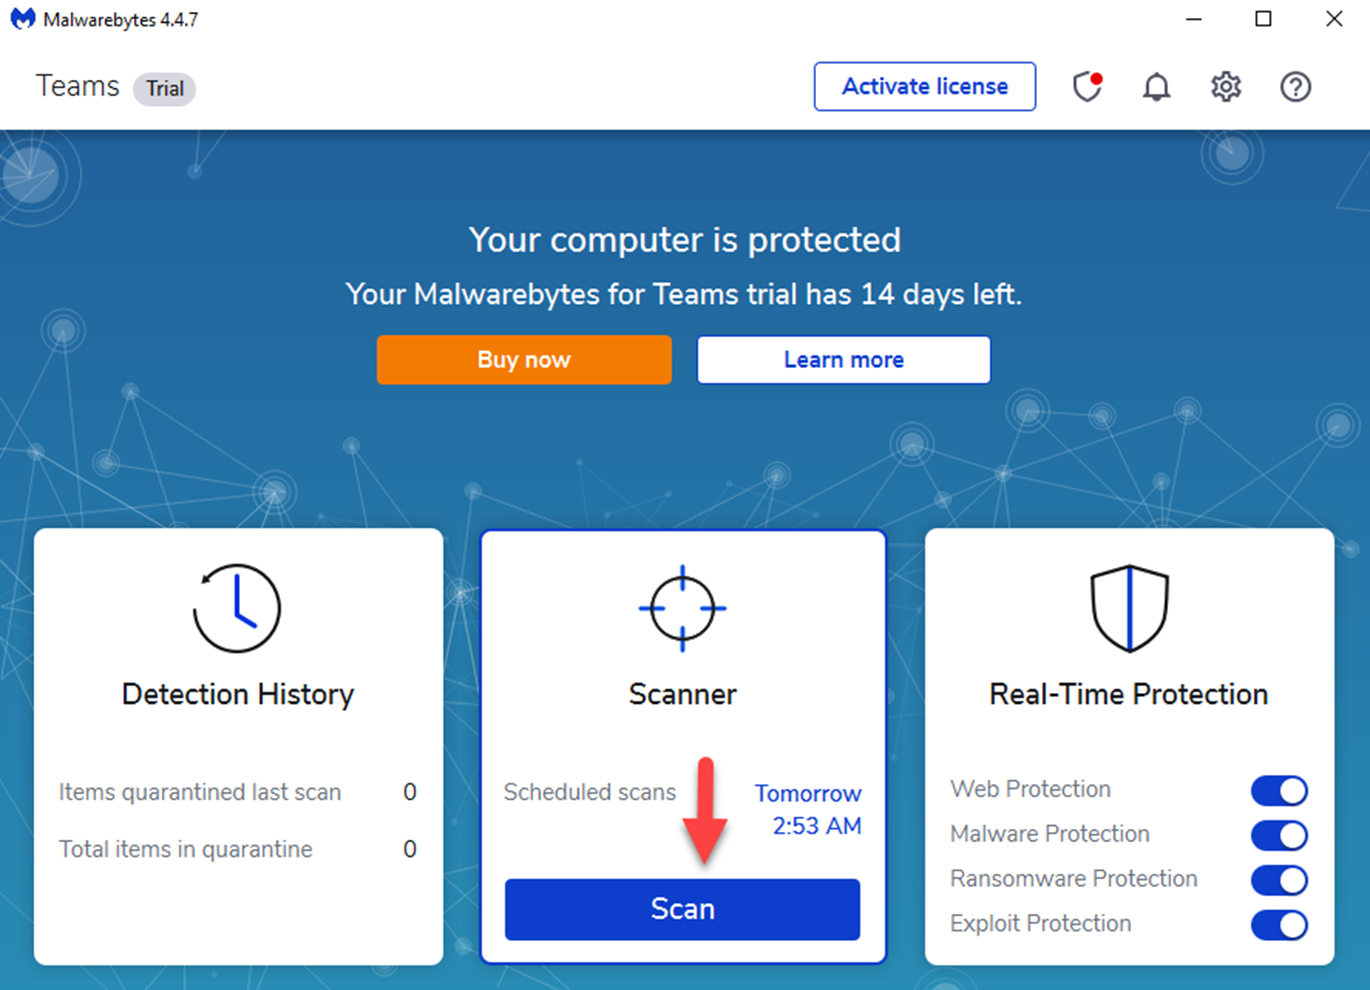 Malwarebytes 4.4.7
Teams Trial
Activate license
Your computer is protected
Your Malwarebytes for Teams trial has 14 days left.
Buy now
Learn more
Detection History
Items quarantined last scan 0
Total items in quarantine 0
Scanner
Scheduled scans Tomorrow
2:53 AM
Scan
Real-Time Protection
Web Protection
Malware Protection
Ransomware Protection
Exploit Protection